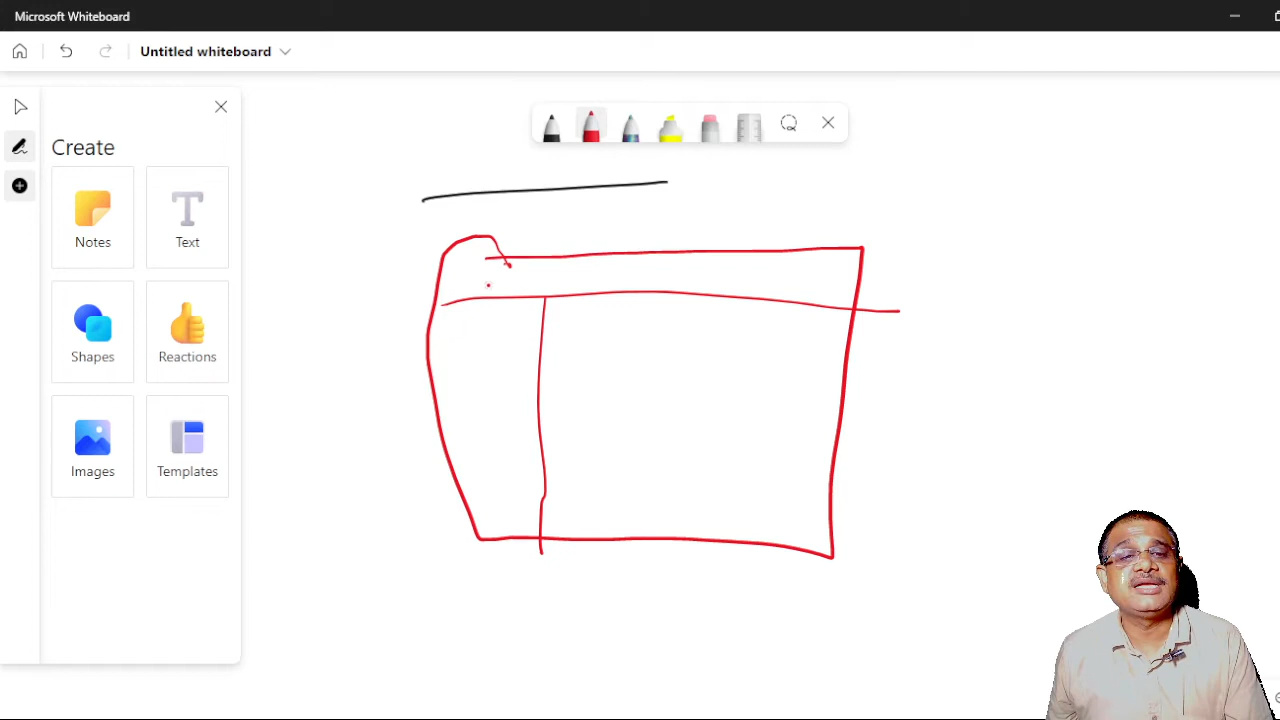 Microsoft Whiteboard
Untitled whiteboard
Create
Notes
Text
Shapes
Reactions
Images
Templates